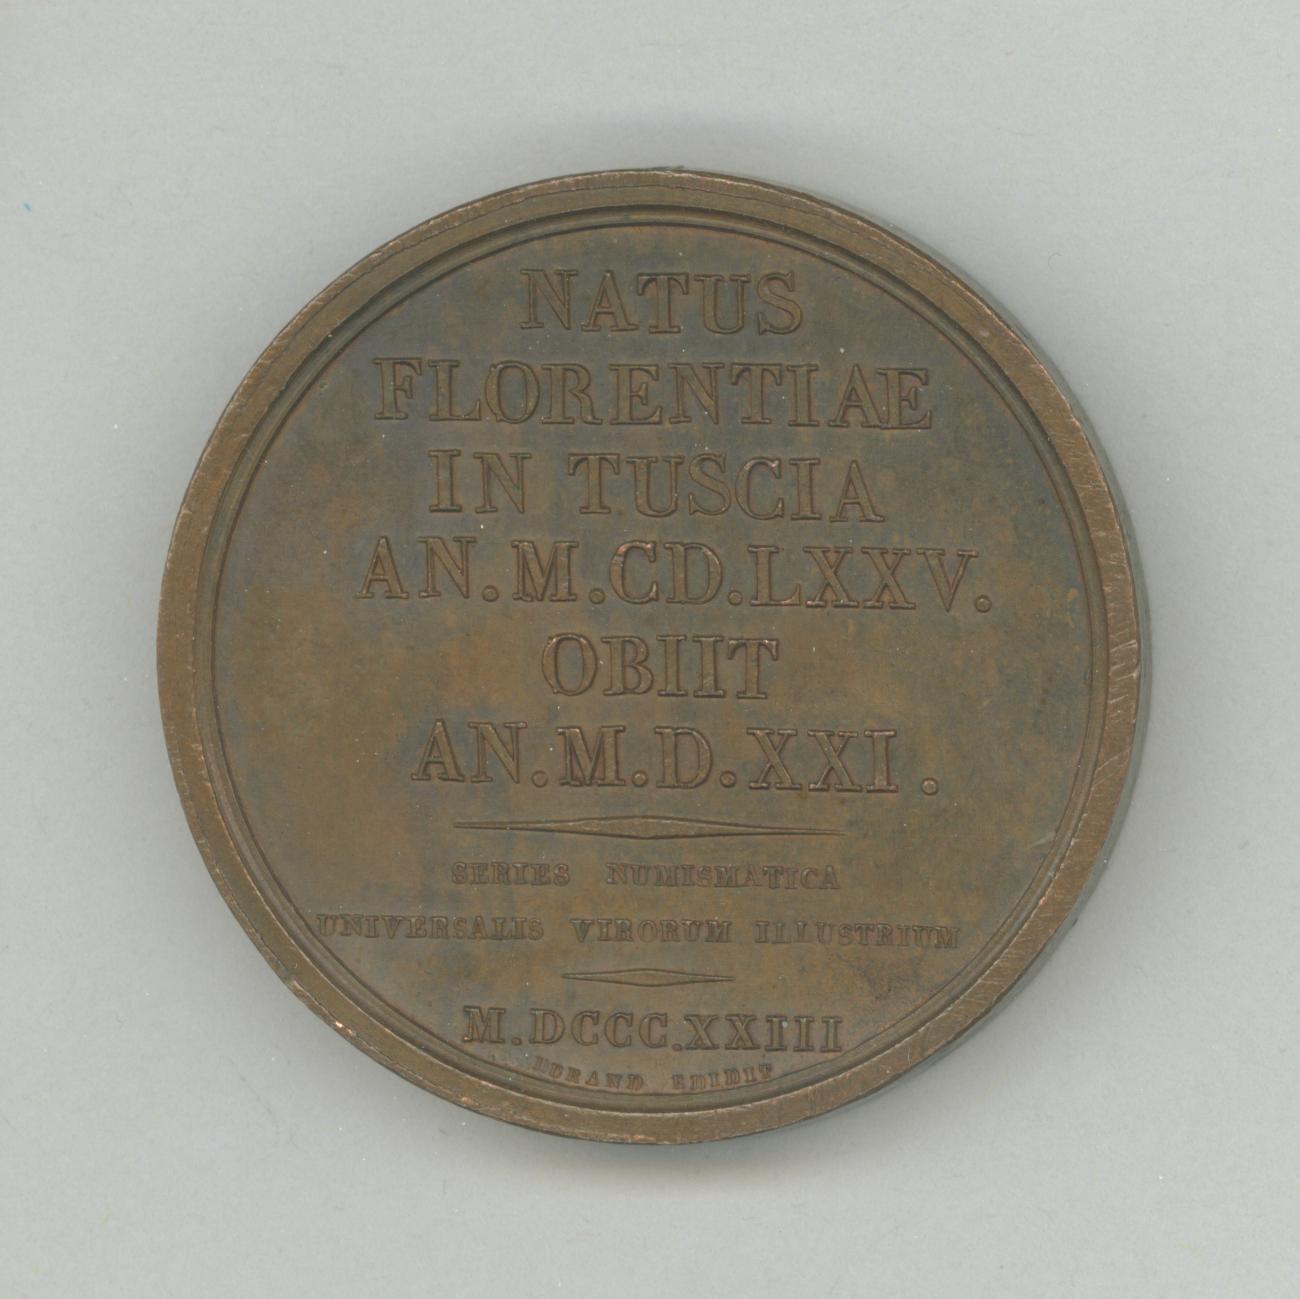 NATUS
FLORENTIAE
IN TUSCIA
AN.M.CD.LXXV.
OBIIT
AN.M.D.XXI.
SERIES NUMISMATICA
UNIVERSALIS VIRORUM ILLUSTRIUM
M.DCCC.XXIII
DURAND EDIDIT